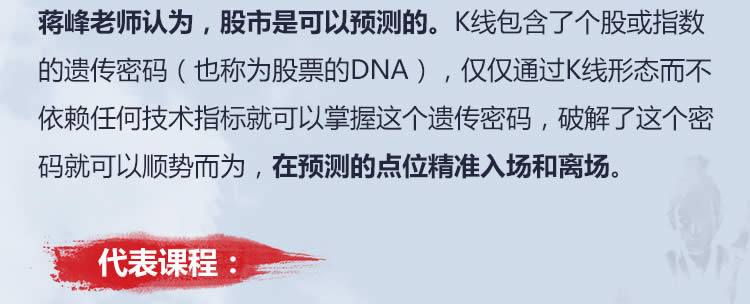 蒋峰老师认为，股市是可以预测的。K线包含了个股或指数
的遗传密码（也称为股票的DNA），仅仅通过K线形态而不
依赖任何技术指标就可以掌握这个遗传密码，破解了这个密
码就可以顺势而为，在预测的点位精准入场和离场。
代表课程：